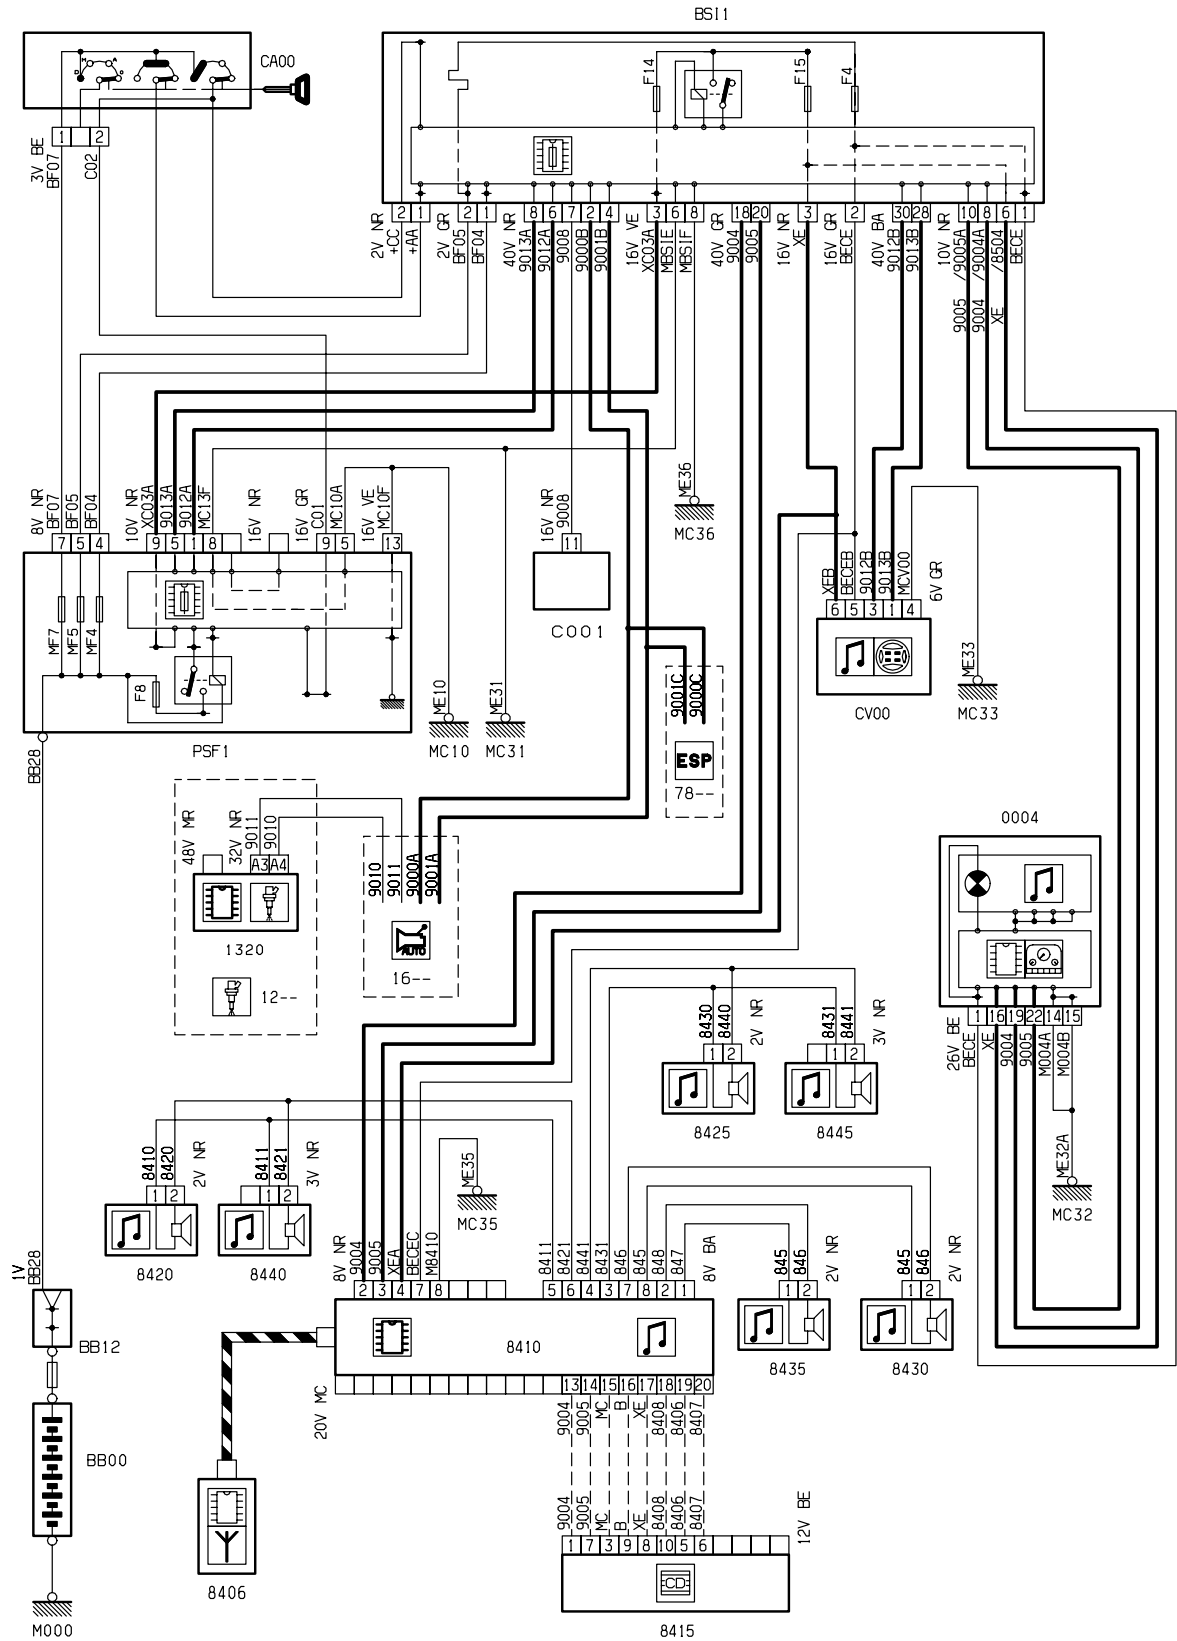 BSI1
CA00
D M A D
F14
F15
F4
1 2
3V BE
BF07
C02
2 1 2 1 8 6 7 2 4 3 6 8 18 20 3 2 30 28 10 8 6 1
2V NR
+CC
+AA
2V GR
BF05
BF04
40V NR
9013A
9012A
9008
9000B
9001B
16V VE
XC03A
MBSIE
MBSIF
40V GR
9004
9005
16V NR
XE
16V GR
BECE
40V BA
9012B
9013B
10V NR
/9005A
/9004A
/8504
BECE
9005
9004
XE
8V NR
BF07
BF05
BF04
10V NR
XC03A
9013A
9012A
MC13F
16V NR
16V GR
C01
MC10A
16V VE
MC10F
16V NR
9008
ME36
MC36
7 5 4 9 5 1 8 9 5 13
11
C001
XEB
BECEB
9012B
9013B
MCV00
6V GR
6 5 3 1 4
CV00
ME33
MC33
MF7
MF5
MF4
F8
PSF1
ME10
MC10
ME31
MC31
9001C
9000C
ESP
78--
BB28
48V MR
32V NR
9011
9010
A3 A4
1320
12--
9010
9011
9000A
9001A
AUTO
16--
0004
1 16 19 22 14 15
26V BE
BECE
XE
9004
9005
M004A
M004B
ME32A
MC32
8430
8440
2V NR
1 2
8425
8431
8441
3V NR
1 2
8445
8410
8420
2V NR
1 2
8420
8411
8421
3V NR
1 2
8440
ME35
MC35
1V
BB28
BB12
BB00
M000
8V NR
9004
9005
XEA
BECEC
M8410
8411
8421
8441
8431
846
845
848
847
8V BA
2 3 4 7 8 5 6 4 3 7 8 2 1
8410
845
846
2V NR
1 2
8435
845
846
2V NR
1 2
8430
20V MC
13 14 15 16 17 18 19 20
9004
9005
MC
B
XE
8408
8406
8407
9004
9005
MC
B
XE
8408
8406
8407
12V BE
1 7 3 9 8 10 5 6
CD
8415
8406